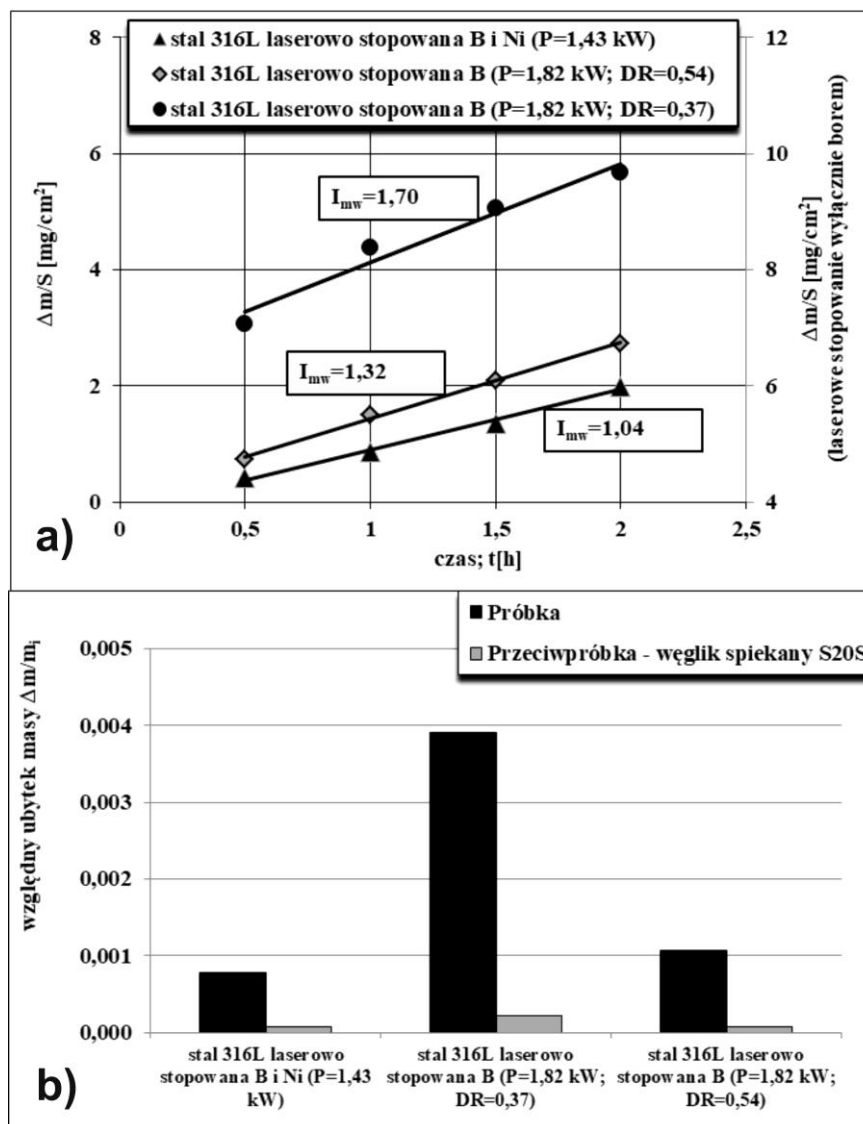 8
6
4
2
0
Δm/S [mg/cm²]
▲ stal 316L laserowo stopowana B i Ni (P=1,43 kW)
stal 316L laserowo stopowana B (P=1,82 kW; DR=0,54)
● stal 316L laserowo stopowana B (P=1,82 kW; DR=0,37)
I_mw=1,70
I_mw=1,32
I_mw=1,04
12
10
8
6
4
Δm/S [mg/cm²]
(laserowe stopowanie wyłącznie borem)
0 0,5 1 1,5 2 2,5
czas; t[h]
a)
Próbka
Przeciwpróbka - węglik spiekany S20S
względny ubytek masy Δm/m_i
0,005
0,004
0,003
0,002
0,001
0,000
stal 316L laserowo
stopowana B i Ni (P=1,43
kW)
stal 316L laserowo
stopowana B (P=1,82 kW;
DR=0,37)
stal 316L laserowo
stopowana B (P=1,82 kW;
DR=0,54)
b)